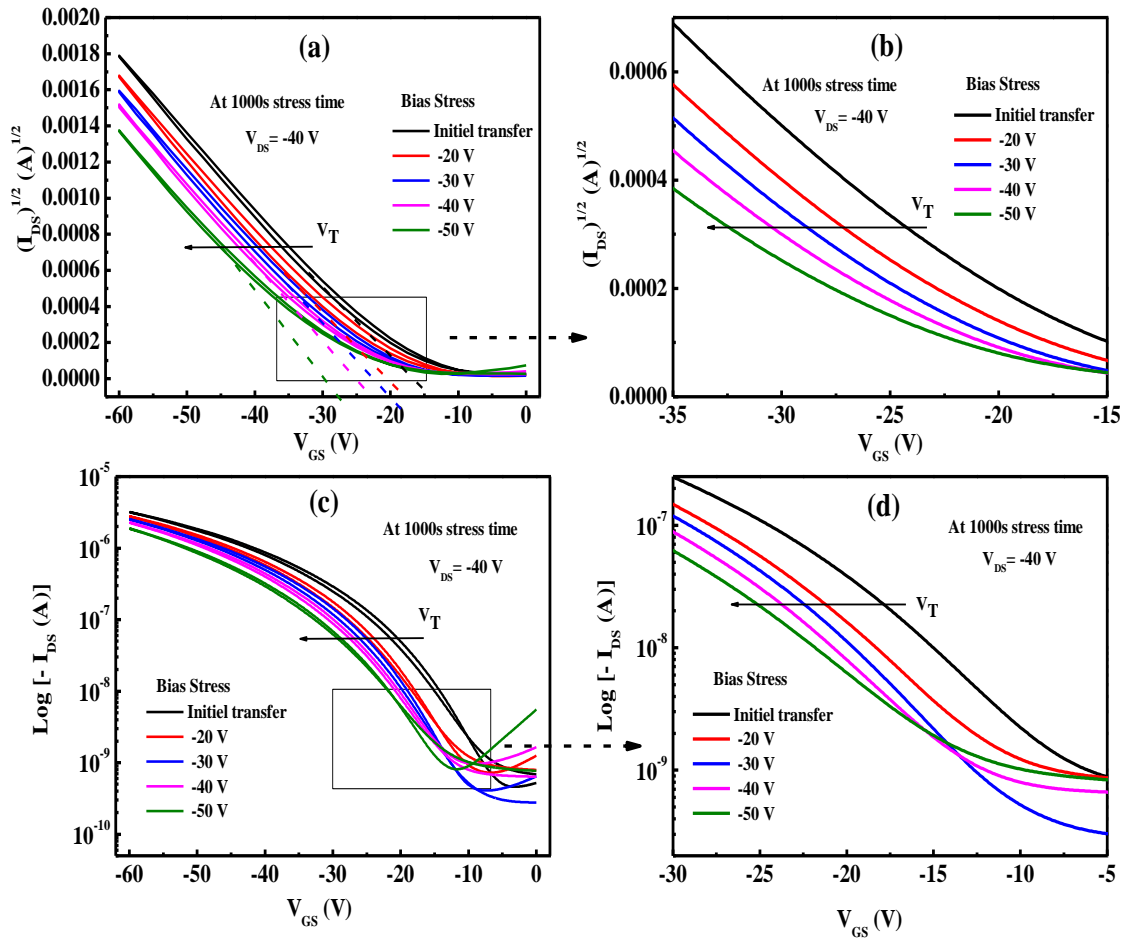 (a)
At 1000s stress time
V_DS= -40 V
Bias Stress
Initiel transfer
-20 V
-30 V
-40 V
-50 V
V_T
(I_DS)^1/2 (A)^1/2
0.0020
0.0018
0.0016
0.0014
0.0012
0.0010
0.0008
0.0006
0.0004
0.0002
0.0000
-60 -50 -40 -30 -20 -10 0
V_GS (V)
(b)
At 1000s stress time
V_DS= -40 V
Bias Stress
Initiel transfer
-20 V
-30 V
-40 V
-50 V
V_T
(I_DS)^1/2 (A)^1/2
0.0006
0.0004
0.0002
0.0000
-35 -30 -25 -20 -15
V_GS (V)
(c)
At 1000s stress time
V_DS= -40 V
V_T
Bias Stress
Initiel transfer
-20 V
-30 V
-40 V
-50 V
Log [- I_DS (A)]
10^-5
10^-6
10^-7
10^-8
10^-9
10^-10
-60 -50 -40 -30 -20 -10 0
V_GS (V)
(d)
At 1000s stress time
V_DS= -40 V
V_T
Bias Stress
Initiel transfer
-20 V
-30 V
-40 V
-50 V
Log [- I_DS (A)]
10^-7
10^-8
10^-9
-30 -25 -20 -15 -10 -5
V_GS (V)